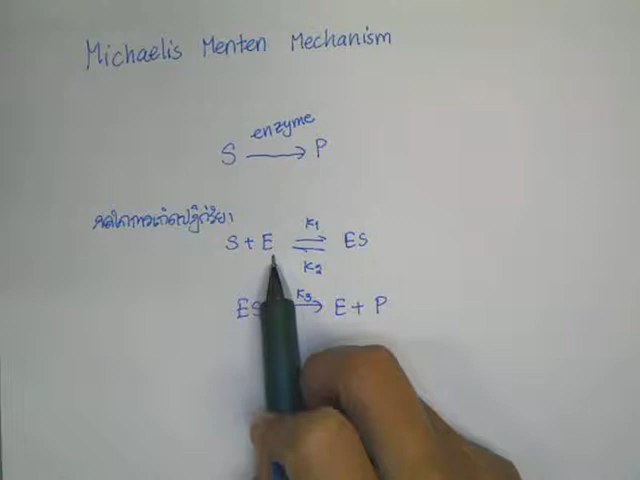 Michaelis Menten Mechanism
enzyme
S → P
กลไกการเกิดปฏิกิริยา
S + E ⇌ ES
K₁
K₂
ES → E + P
K₃